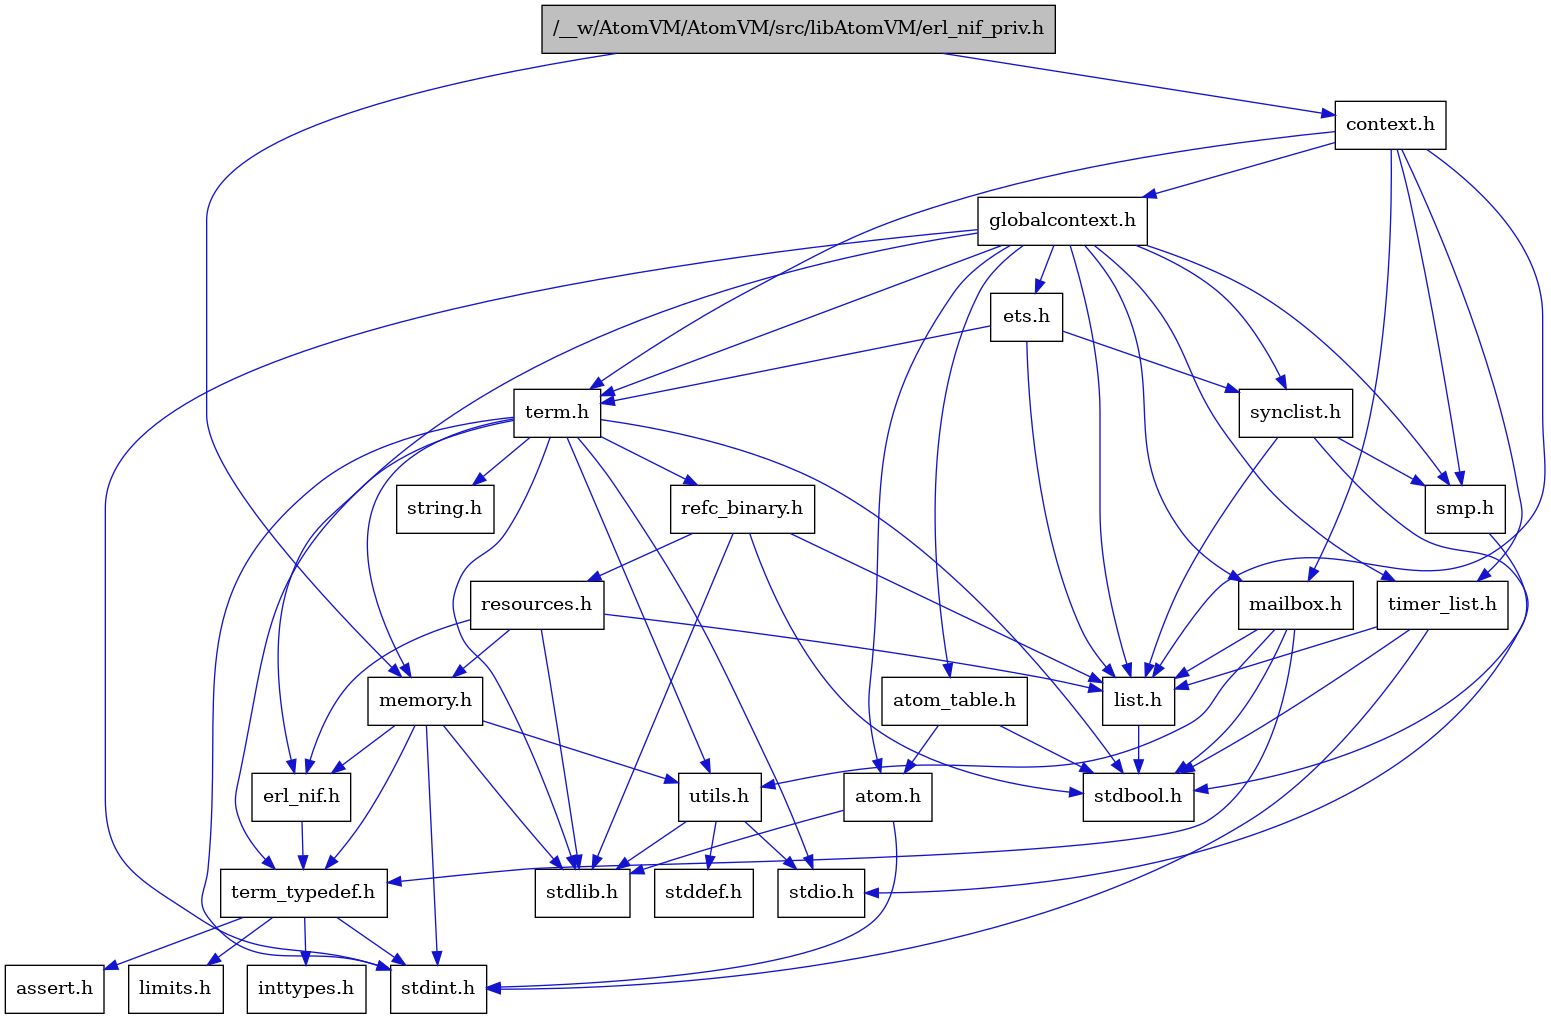 /__w/AtomVM/AtomVM/src/libAtomVM/erl_nif_priv.h
context.h
globalcontext.h
ets.h
term.h
synclist.h
string.h
refc_binary.h
smp.h
resources.h
mailbox.h
timer_list.h
memory.h
atom_table.h
list.h
erl_nif.h
utils.h
atom.h
stdbool.h
term_typedef.h
stdlib.h
stddef.h
stdio.h
assert.h
limits.h
inttypes.h
stdint.h